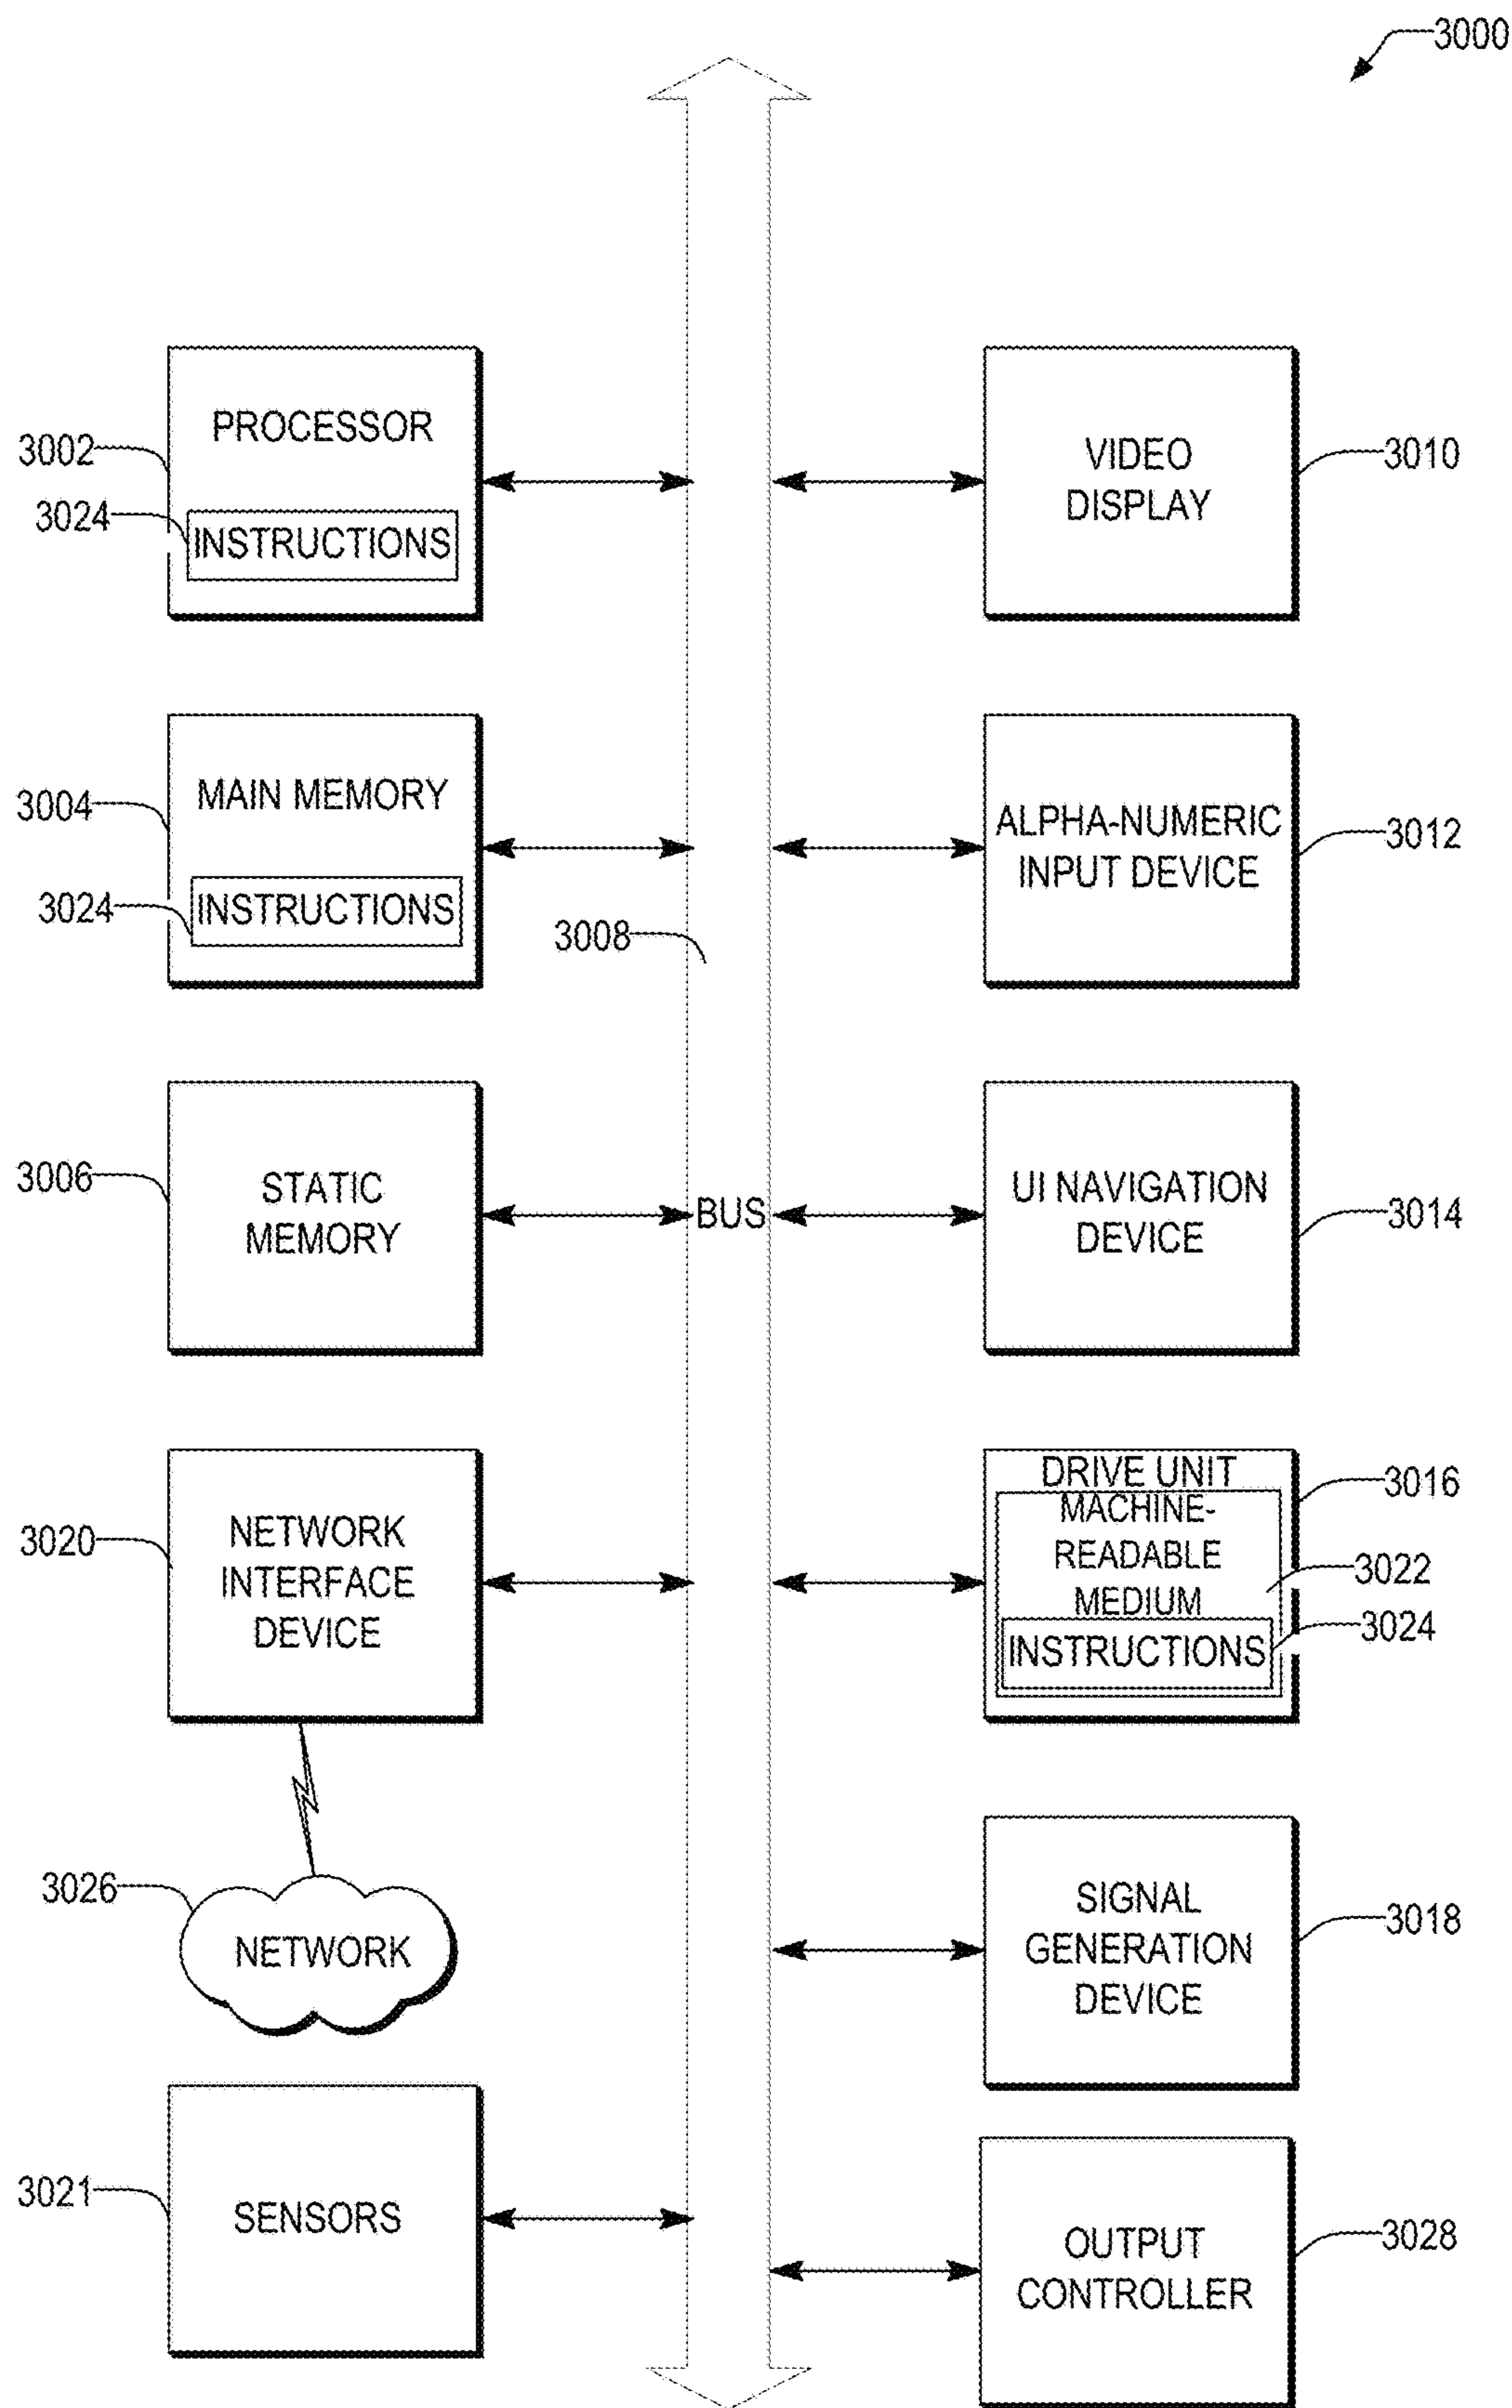 3000
PROCESSOR
3002
3024
INSTRUCTIONS
VIDEO
DISPLAY
3010
MAIN MEMORY
3004
3024
INSTRUCTIONS
3008
ALPHA-NUMERIC
INPUT DEVICE
3012
3006
STATIC
MEMORY
BUS
UI NAVIGATION
DEVICE
3014
3020
NETWORK
INTERFACE
DEVICE
DRIVE UNIT
3016
MACHINE-
READABLE
MEDIUM
3022
INSTRUCTIONS
3024
3026
NETWORK
SIGNAL
GENERATION
DEVICE
3018
3021
SENSORS
OUTPUT
CONTROLLER
3028